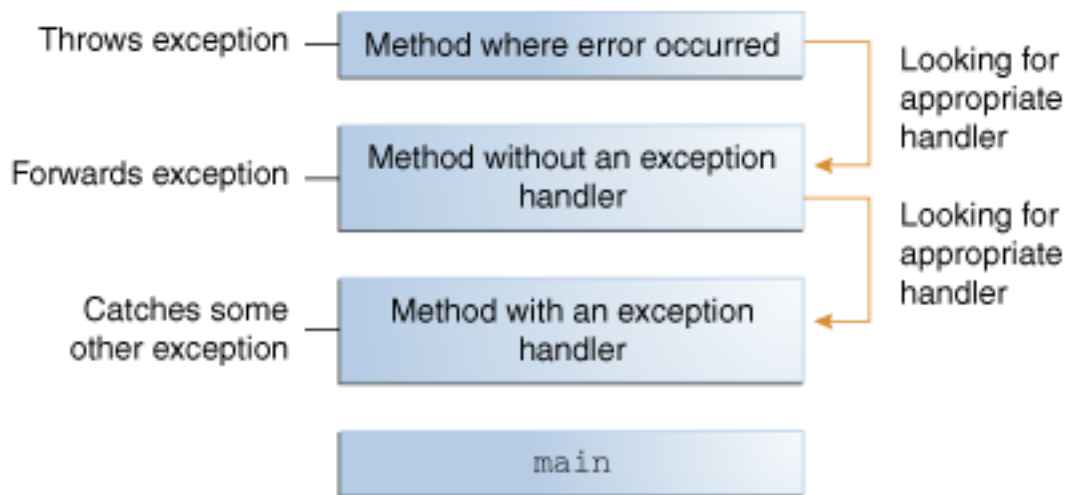 Throws exception
Method where error occurred
Looking for
appropriate
handler
Forwards exception
Method without an exception
handler
Looking for
appropriate
handler
Catches some
other exception
Method with an exception
handler
main